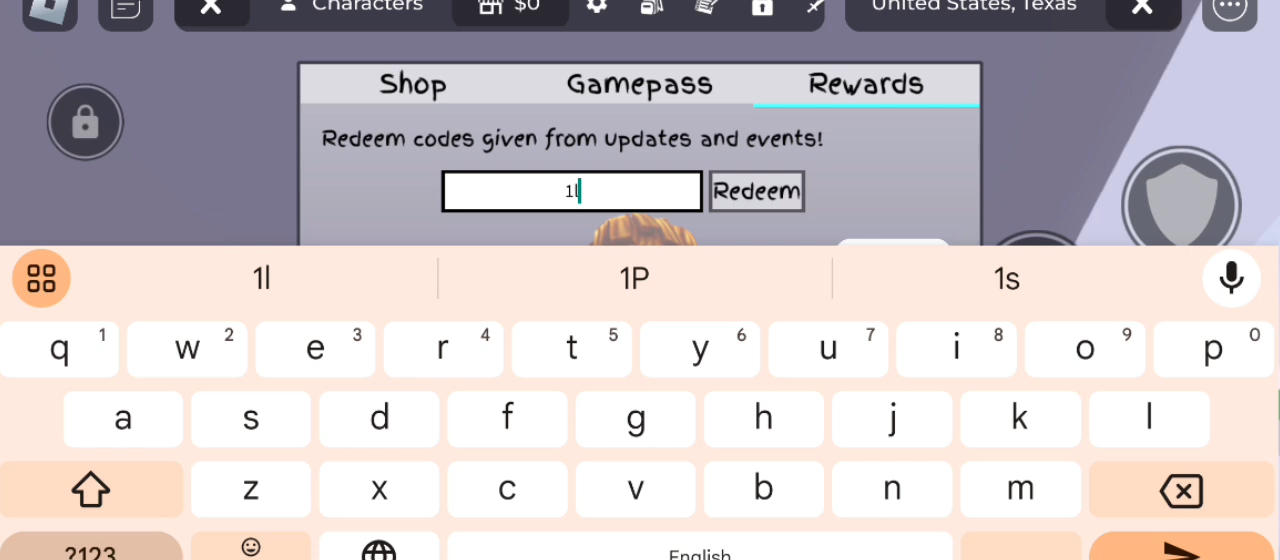 Characters $0 United States, Texas
Shop Gamepass Rewards
Redeem codes given from updates and events!
1l Redeem
1l 1P 1s
q 1 w 2 e 3 r 4 t 5 y 6 u 7 i 8 o 9 p 0
a s d f g h j k l
z x c v b n m
?123 English